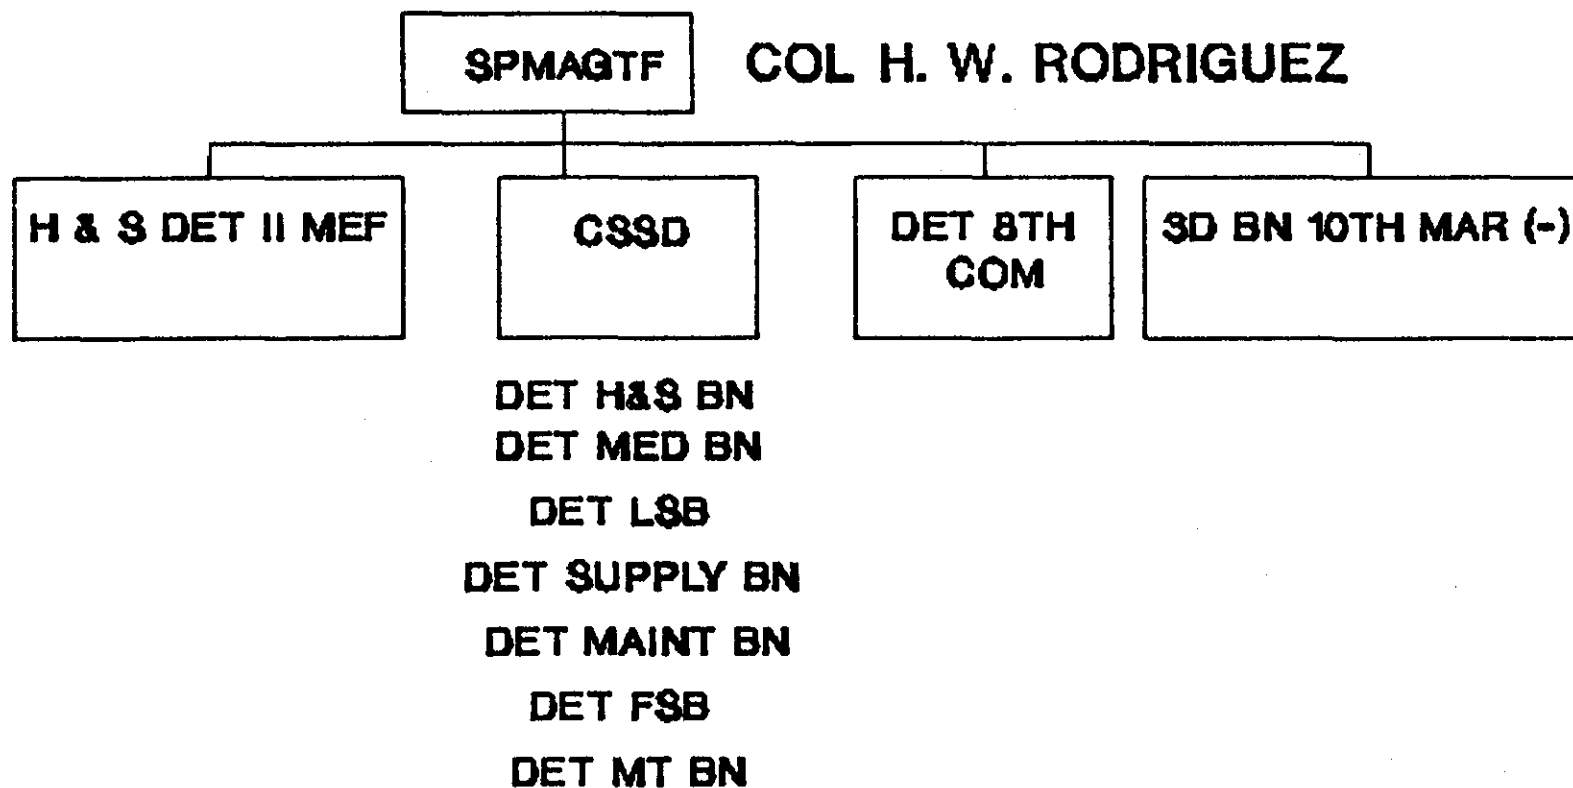 SPMAGTF
COL H. W. RODRIGUEZ
H & S DET II MEF
CSSD
DET 8TH
COM
3D BN 10TH MAR (-)
DET H&S BN
DET MED BN
DET LSB
DET SUPPLY BN
DET MAINT BN
DET FSB
DET MT BN